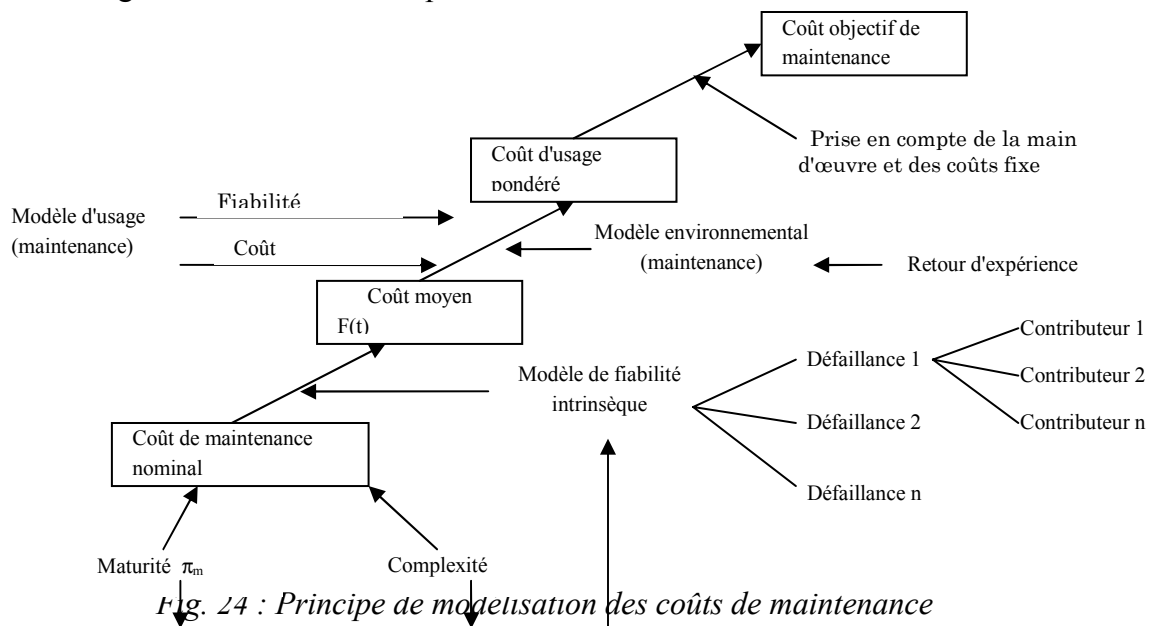 Coût objectif de
maintenance
Prise en compte de la main
d'œuvre et des coûts fixe
Coût d'usage
pondéré
Modèle d'usage
(maintenance)
Fiabilité
Coût
Modèle environnemental
(maintenance)
Retour d'expérience
Coût moyen
F(t)
Modèle de fiabilité
intrinsèque
Défaillance 1
Défaillance 2
Défaillance n
Contributeur 1
Contributeur 2
Contributeur n
Coût de maintenance
nominal
Maturité πm
Complexité
Fig. 24 : Principe de modélisation des coûts de maintenance